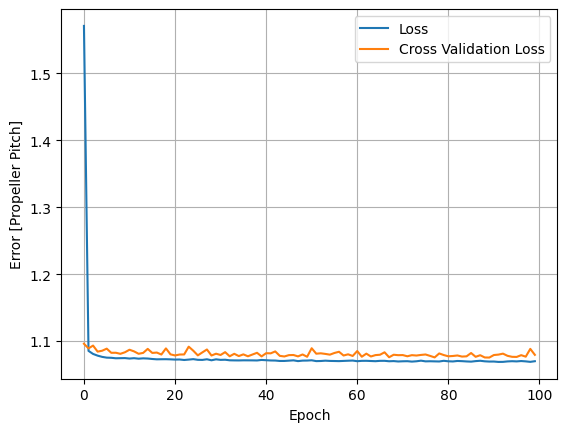 Loss
Cross Validation Loss
1.5
1.4
1.3
1.2
1.1
Error [Propeller Pitch]
0 20 40 60 80 100
Epoch